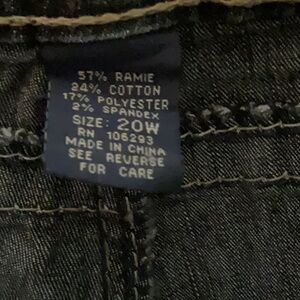 57% RAMIE
24% COTTON
17% POLYESTER
2% SPANDEX
SIZE: 20W
RN 106293
MADE IN CHINA
SEE REVERSE
FOR CARE